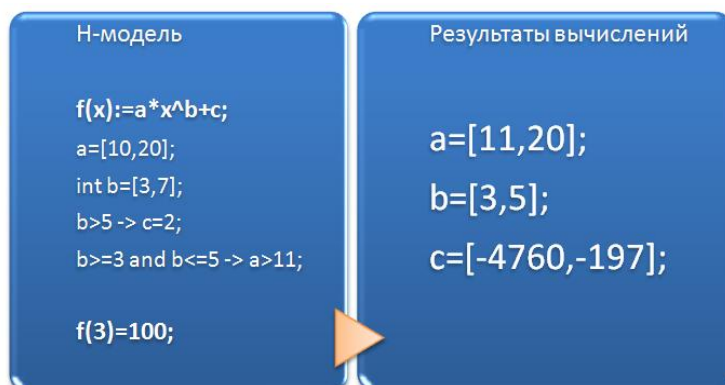 Н-модель
f(x):=a*x^b+c;
a=[10,20];
int b=[3,7];
b>5 -> c=2;
b>=3 and b<=5 -> a>11;
f(3)=100;
Результаты вычислений
a=[11,20];
b=[3,5];
c=[-4760,-197];